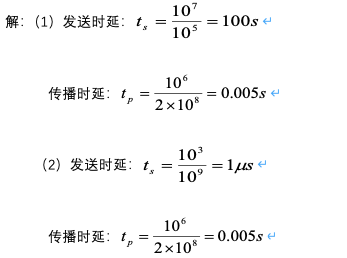 解：（1）发送时延：t_s = 10^7 / 10^5 = 100s ↵
传播时延：t_p = 10^6 / 2×10^8 = 0.005s ↵
（2）发送时延：t_s = 10^3 / 10^9 = 1μs ↵
传播时延：t_p = 10^6 / 2×10^8 = 0.005s ↵